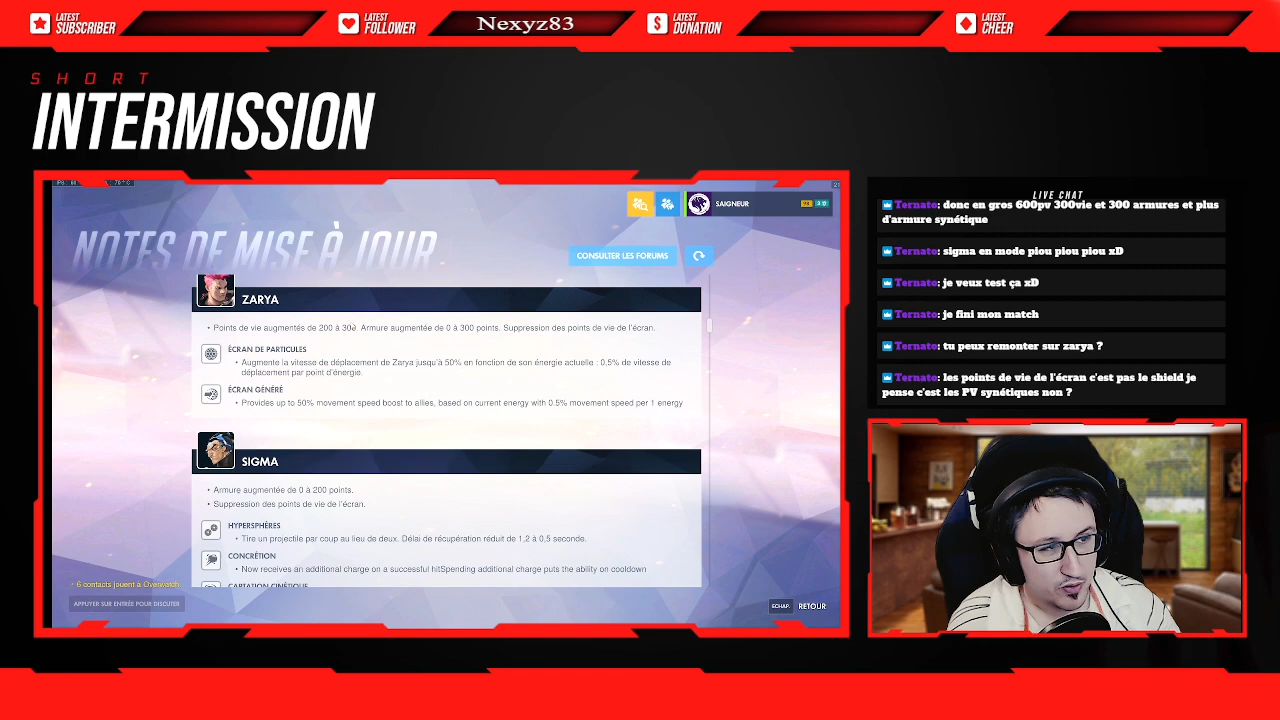 LATEST SUBSCRIBER
LATEST FOLLOWER
Nexyz83
LATEST DONATION
LATEST CHEER
SHORT
INTERMISSION
SAIGNEUR
NOTES DE MISE À JOUR
CONSULTER LES FORUMS
ZARYA
• Points de vie augmentés de 200 à 300. Armure augmentée de 0 à 300 points. Suppression des points de vie de l'écran.
ÉCRAN DE PARTICULES
• Augmente la vitesse de déplacement de Zarya jusqu'à 50% en fonction de son énergie actuelle : 0.5% de vitesse de
déplacement par point d'énergie.
ÉCRAN GÉNÉRÉ
• Provides up to 50% movement speed boost to allies, based on current energy with 0.5% movement speed per 1 energy
SIGMA
• Armure augmentée de 0 à 200 points.
• Suppression des points de vie de l'écran.
HYPERSPHÈRES
• Tire un projectile par coup au lieu de deux. Délai de récupération réduit de 1,2 à 0,5 seconde.
CONCRÉTION
• Now receives an additional charge on a successful hitSpending additional charge puts the ability on cooldown
CAPTATION CINÉTIQUE
• 6 contacts jouent à Overwatch
APPUYER SUR ENTRÉE POUR DISCUTER
ECHAP. RETOUR
LIVE CHAT
Ternato: donc en gros 600pv 300vie et 300 armures et plus
d'armure synétique
Ternato: sigma en mode piou piou piou xD
Ternato: je veux test ça xD
Ternato: je fini mon match
Ternato: tu peux remonter sur zarya ?
Ternato: les points de vie de l'écran c'est pas le shield je
pense c'est les PV synétiques non ?